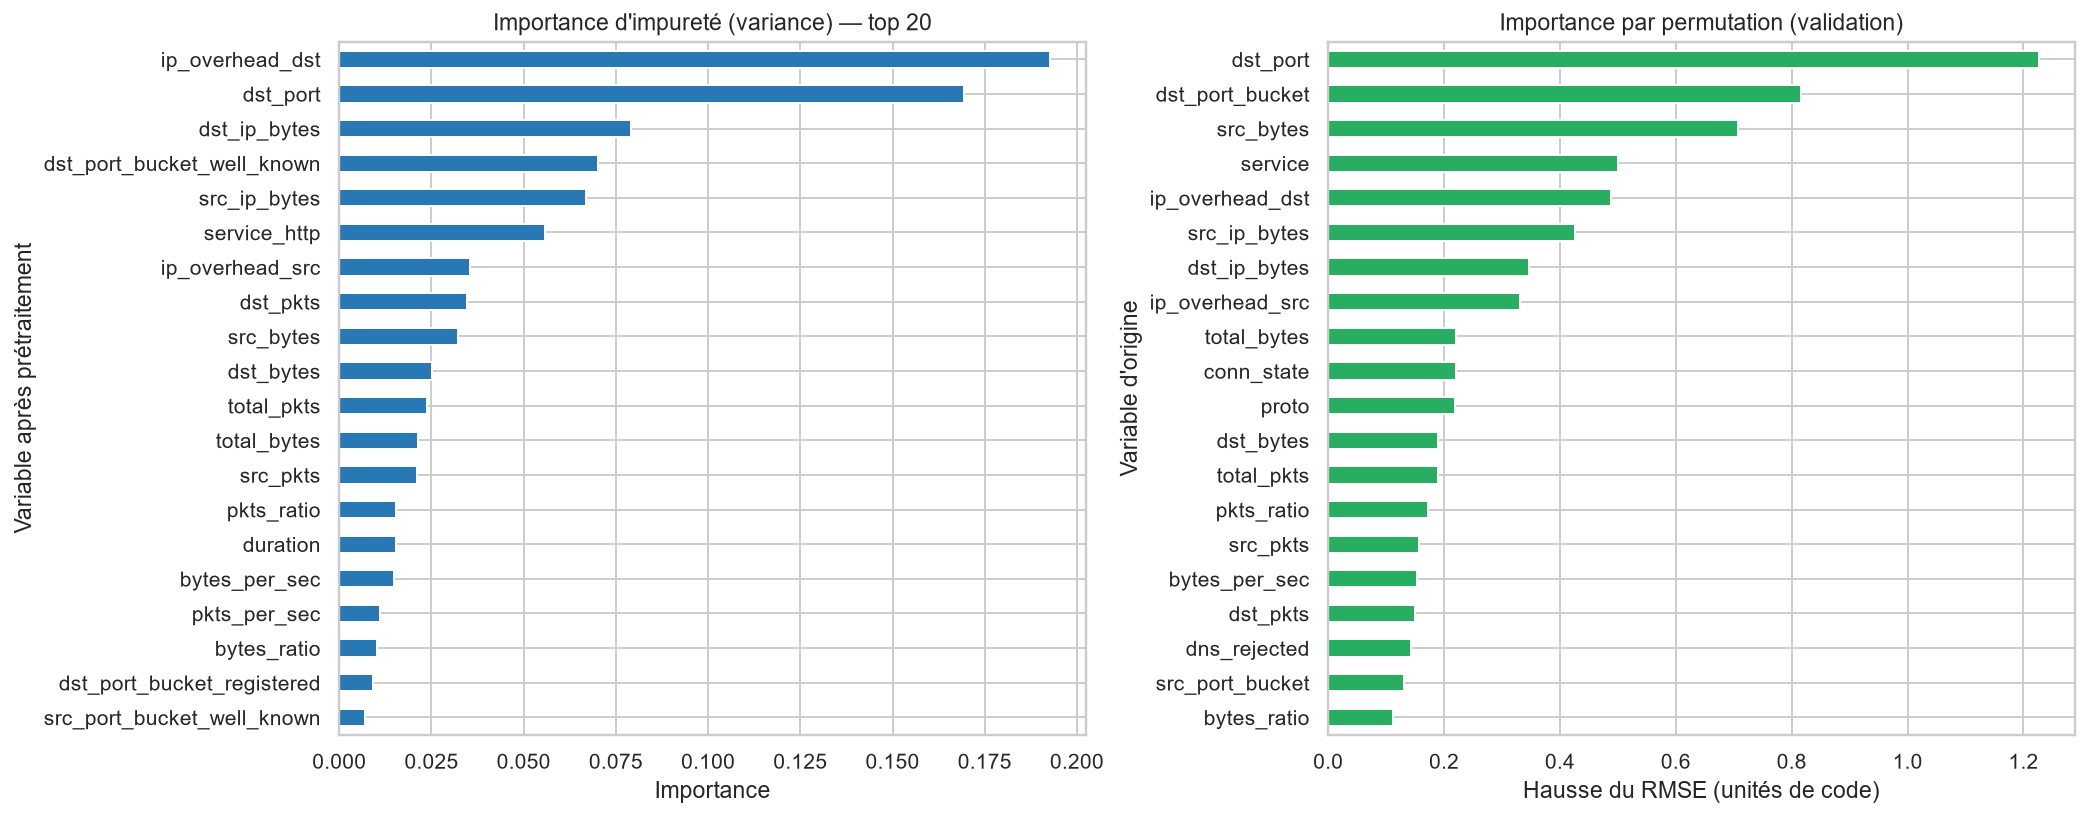 Importance d'impureté (variance) — top 20
Variable après prétraitement
ip_overhead_dst
dst_port
dst_ip_bytes
dst_port_bucket_well_known
src_ip_bytes
service_http
ip_overhead_src
dst_pkts
src_bytes
dst_bytes
total_pkts
total_bytes
src_pkts
pkts_ratio
duration
bytes_per_sec
pkts_per_sec
bytes_ratio
dst_port_bucket_registered
src_port_bucket_well_known
0.000 0.025 0.050 0.075 0.100 0.125 0.150 0.175 0.200
Importance
Importance par permutation (validation)
Variable d'origine
dst_port
dst_port_bucket
src_bytes
service
ip_overhead_dst
src_ip_bytes
dst_ip_bytes
ip_overhead_src
total_bytes
conn_state
proto
dst_bytes
total_pkts
pkts_ratio
src_pkts
bytes_per_sec
dst_pkts
dns_rejected
src_port_bucket
bytes_ratio
0.0 0.2 0.4 0.6 0.8 1.0 1.2
Hausse du RMSE (unités de code)